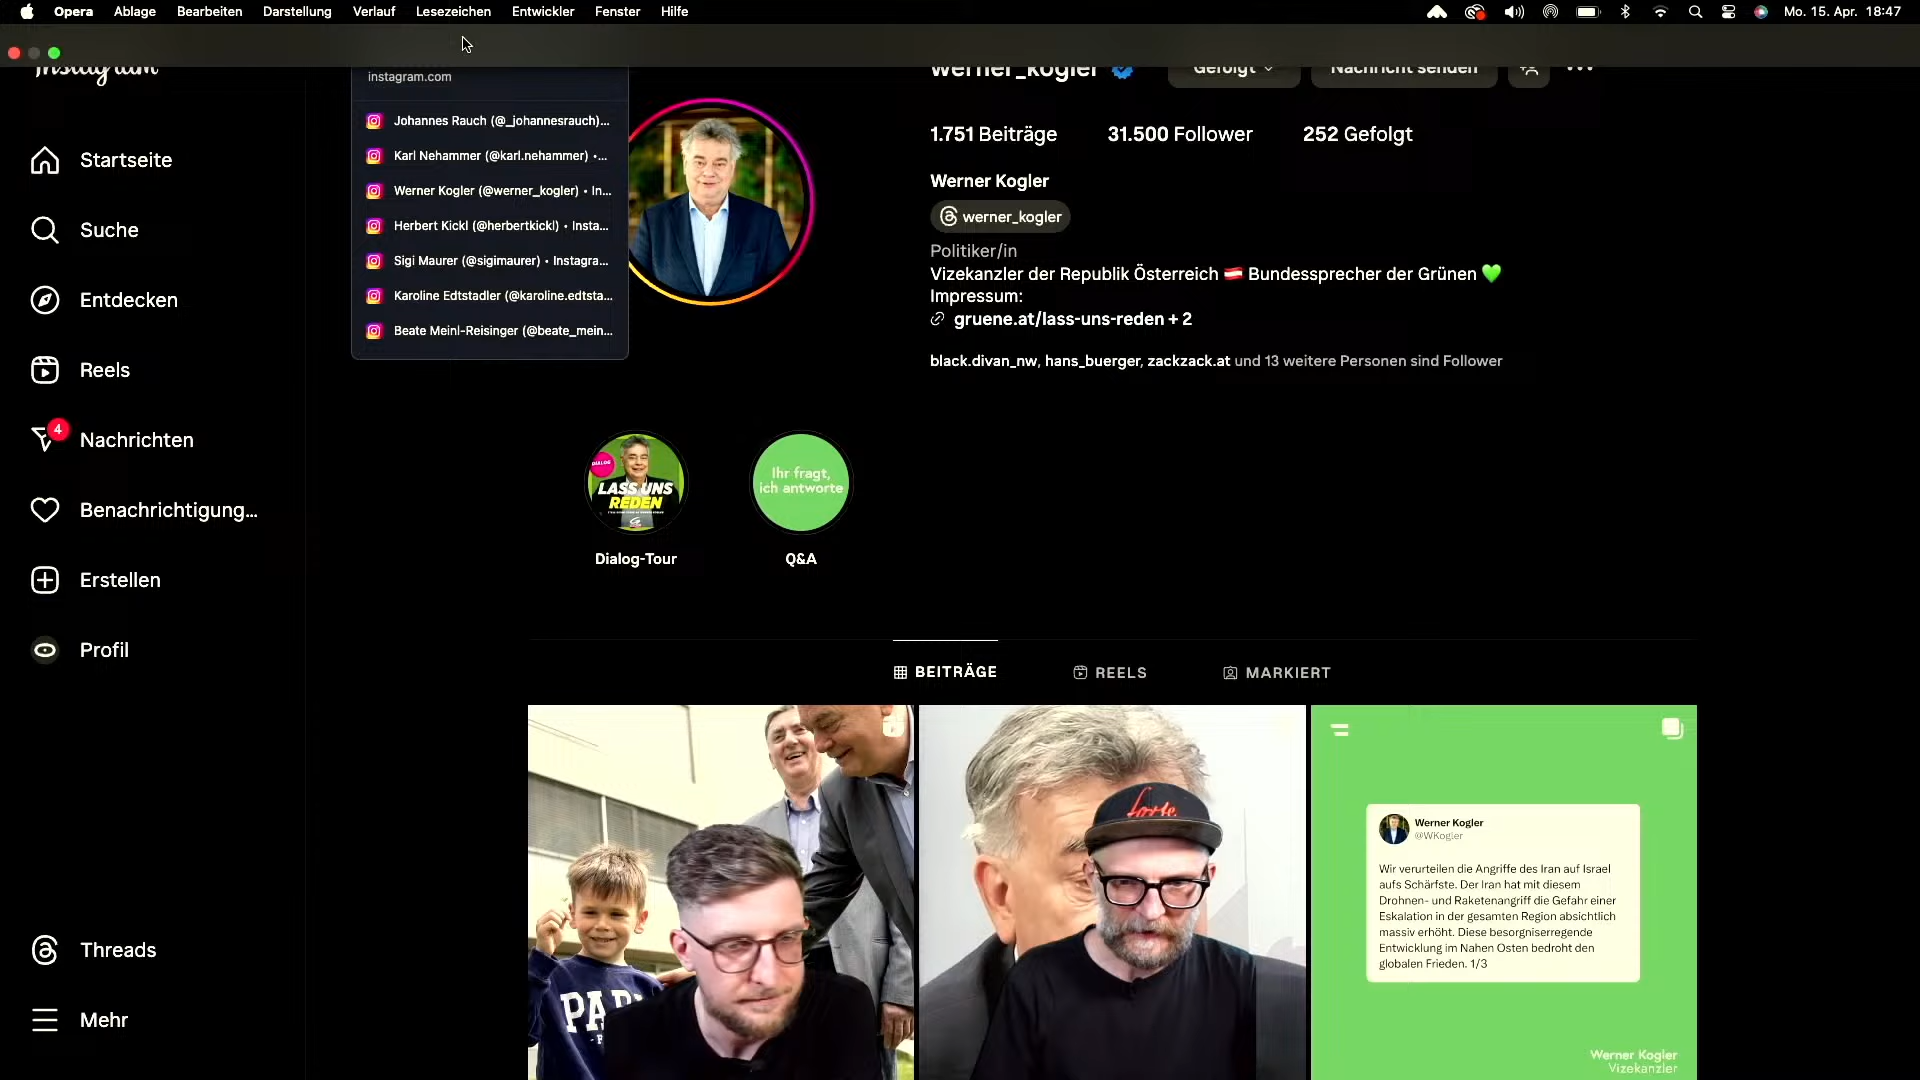 Opera Ablage Bearbeiten Darstellung Verlauf Lesezeichen Entwickler Fenster Hilfe
Mo. 15. Apr. 18:47
Instagram
werner_kogler Gefolgt Nachricht senden
instagram.com
Johannes Rauch (@_johannesrauch)...
Karl Nehammer (@karl.nehammer) •...
Werner Kogler (@werner_kogler) • In...
Herbert Kickl (@herbertkickl) • Insta...
Sigi Maurer (@sigimaurer) • Instagra...
Karoline Edtstadler (@karoline.edtsta...
Beate Meinl-Reisinger (@beate_mein...
1.751 Beiträge 31.500 Follower 252 Gefolgt
Werner Kogler
werner_kogler
Politiker/in
Vizekanzler der Republik Österreich 🇦🇹 Bundessprecher der Grünen 💚
Impressum:
gruene.at/lass-uns-reden + 2
black.divan_nw, hans_buerger, zackzack.at und 13 weitere Personen sind Follower
Startseite
Suche
Entdecken
Reels
4
Nachrichten
Benachrichtigung...
Erstellen
Profil
Threads
Mehr
DIALOG
LASS UNS
REDEN
Dialog-Tour
Ihr fragt,
ich antworte
Q&A
BEITRÄGE REELS MARKIERT
forte.
Werner Kogler
@WKogler
Wir verurteilen die Angriffe des Iran auf Israel
aufs Schärfste. Der Iran hat mit diesem
Drohnen- und Raketenangriff die Gefahr einer
Eskalation in der gesamten Region absichtlich
massiv erhöht. Diese besorgniserregende
Entwicklung im Nahen Osten bedroht den
globalen Frieden. 1/3
Werner Kogler
Vizekanzler